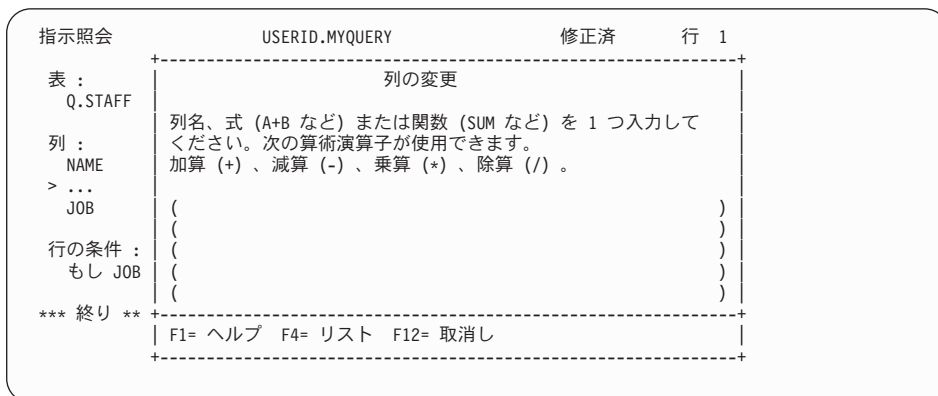 指示照会 USERID.MYQUERY 修正済 行 1
+----------------------------------------------------------------+
表 : | 列の変更 |
Q.STAFF | |
| 列名、式 (A+B など) または関数 (SUM など) を 1 つ入力して |
列 : | ください。次の算術演算子が使用できます。 |
NAME | 加算 (+) 、減算 (-) 、乗算 (*) 、除算 (/) 。 |
> ... | |
JOB | ( ) |
| ( ) |
行の条件 : | ( ) |
もし JOB | ( ) |
| ( ) |
*** 終り ** +----------------------------------------------------------------+
| F1= ヘルプ F4= リスト F12= 取消し |
+----------------------------------------------------------------+